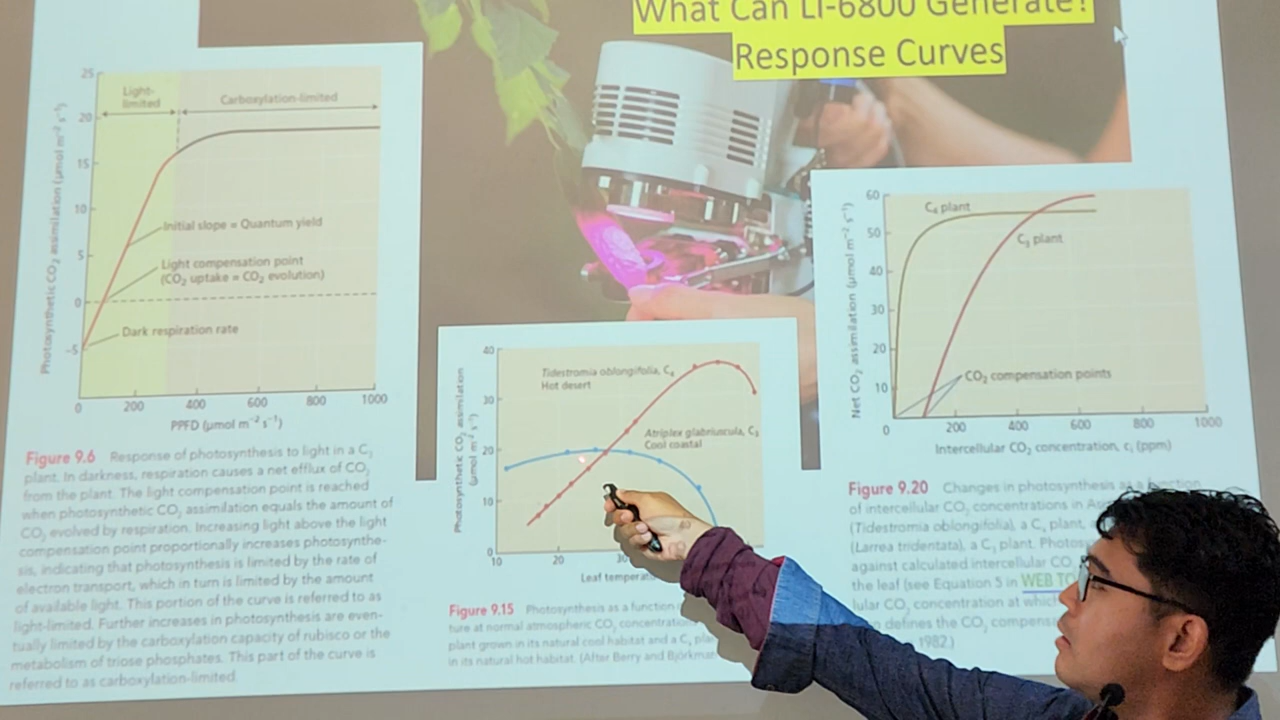 What Can LI-6800 Generate?
Response Curves
25
20
15
10
5
0
-5
Light-
limited
Carboxylation-limited
Initial slope = Quantum yield
Light compensation point
(CO₂ uptake = CO₂ evolution)
Dark respiration rate
Photosynthetic CO₂ assimilation (µmol m⁻² s⁻¹)
0 200 400 600 800 1000
PPFD (µmol m⁻² s⁻¹)
Figure 9.6 Response of photosynthesis to light in a C₃
plant. In darkness, respiration causes a net efflux of CO₂
from the plant. The light compensation point is reached
when photosynthetic CO₂ assimilation equals the amount of
CO₂ evolved by respiration. Increasing light above the light
compensation point proportionally increases photosynthe-
sis, indicating that photosynthesis is limited by the rate of
electron transport, which in turn is limited by the amount
of available light. This portion of the curve is referred to as
light-limited. Further increases in photosynthesis are even-
tually limited by the carboxylation capacity of rubisco or the
metabolism of triose phosphates. This part of the curve is
referred to as carboxylation-limited.
40
30
20
10
0
Photosynthetic CO₂ assimilation
(µmol m⁻² s⁻¹)
Tidestromia oblongifolia, C₄
Hot desert
Atriplex glabriuscula, C₃
Cool coastal
10 20
Leaf
Figure 9.15 Photosynthesis as a function
ture at normal atmospheric CO₂
plant grown in its natural cool habitat and a C₄
in its natural hot habitat. (After Berry and Björkman
60
50
40
30
20
10
Net CO₂ assimilation (µmol m⁻² s⁻¹)
C₄ plant
C₃ plant
CO₂ compensation points
0 200 400 600 800 1000
Intercellular CO₂ concentration, cᵢ (ppm)
Figure 9.20 Changes in photosynthesis as a function
of intercellular CO₂ concentrations in
(Tidestromia oblongifolia), a C₄ plant,
(Larrea tridentata), a C₃ plant.
against calculated intercellular CO₂
the leaf (see Equation 5 in WEB
lular CO₂ concentration at which
defines the CO₂
1982.)